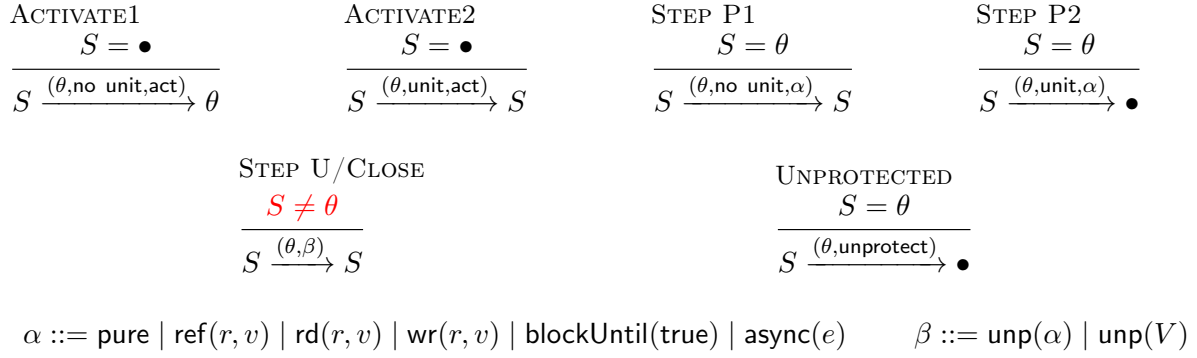 ACTIVATE1 ACTIVATE2 STEP P1 STEP P2
S = • S = • S = θ S = θ
S (θ,no unit,act)→ θ S (θ,unit,act)→ S S (θ,no unit,α)→ S S (θ,unit,α)→ •
STEP U/CLOSE UNPROTECTED
S ≠ θ S = θ
S (θ,β)→ S S (θ,unprotect)→ •
α ::= pure | ref(r, v) | rd(r, v) | wr(r, v) | blockUntil(true) | async(e) β ::= unp(α) | unp(V)